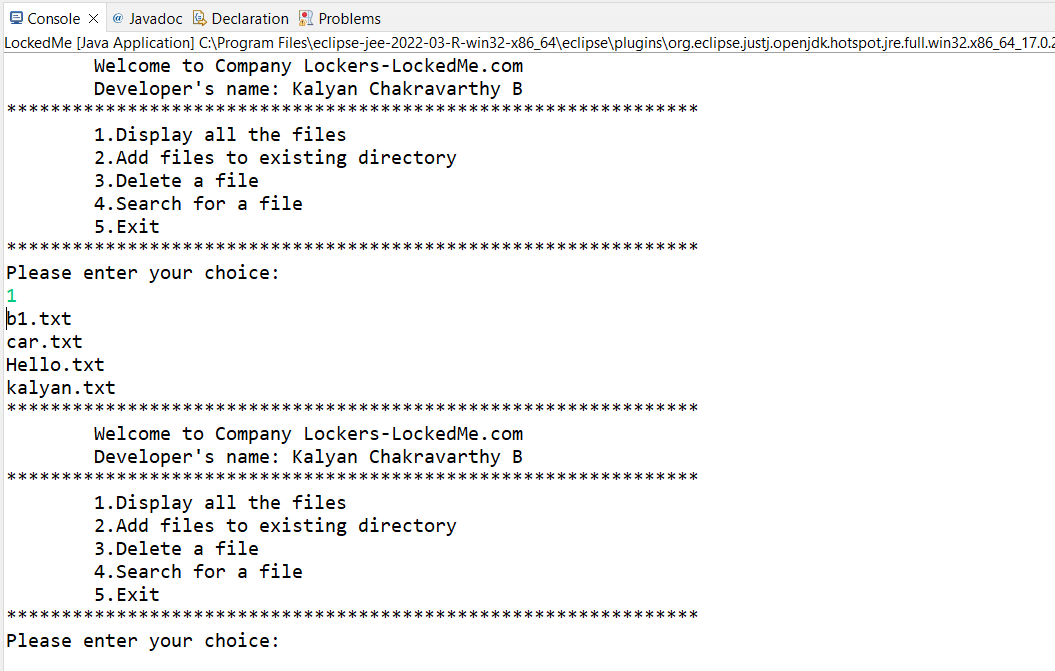 Console @ Javadoc Declaration Problems
LockedMe [Java Application] C:\Program Files\eclipse-jee-2022-03-R-win32-x86_64\eclipse\plugins\org.eclipse.justj.openjdk.hotspot.jre.full.win32.x86_64_17.0.2
Welcome to Company Lockers-LockedMe.com
Developer's name: Kalyan Chakravarthy B
***************************************************************
1.Display all the files
2.Add files to existing directory
3.Delete a file
4.Search for a file
5.Exit
***************************************************************
Please enter your choice:
1
b1.txt
car.txt
Hello.txt
kalyan.txt
***************************************************************
Welcome to Company Lockers-LockedMe.com
Developer's name: Kalyan Chakravarthy B
***************************************************************
1.Display all the files
2.Add files to existing directory
3.Delete a file
4.Search for a file
5.Exit
***************************************************************
Please enter your choice: